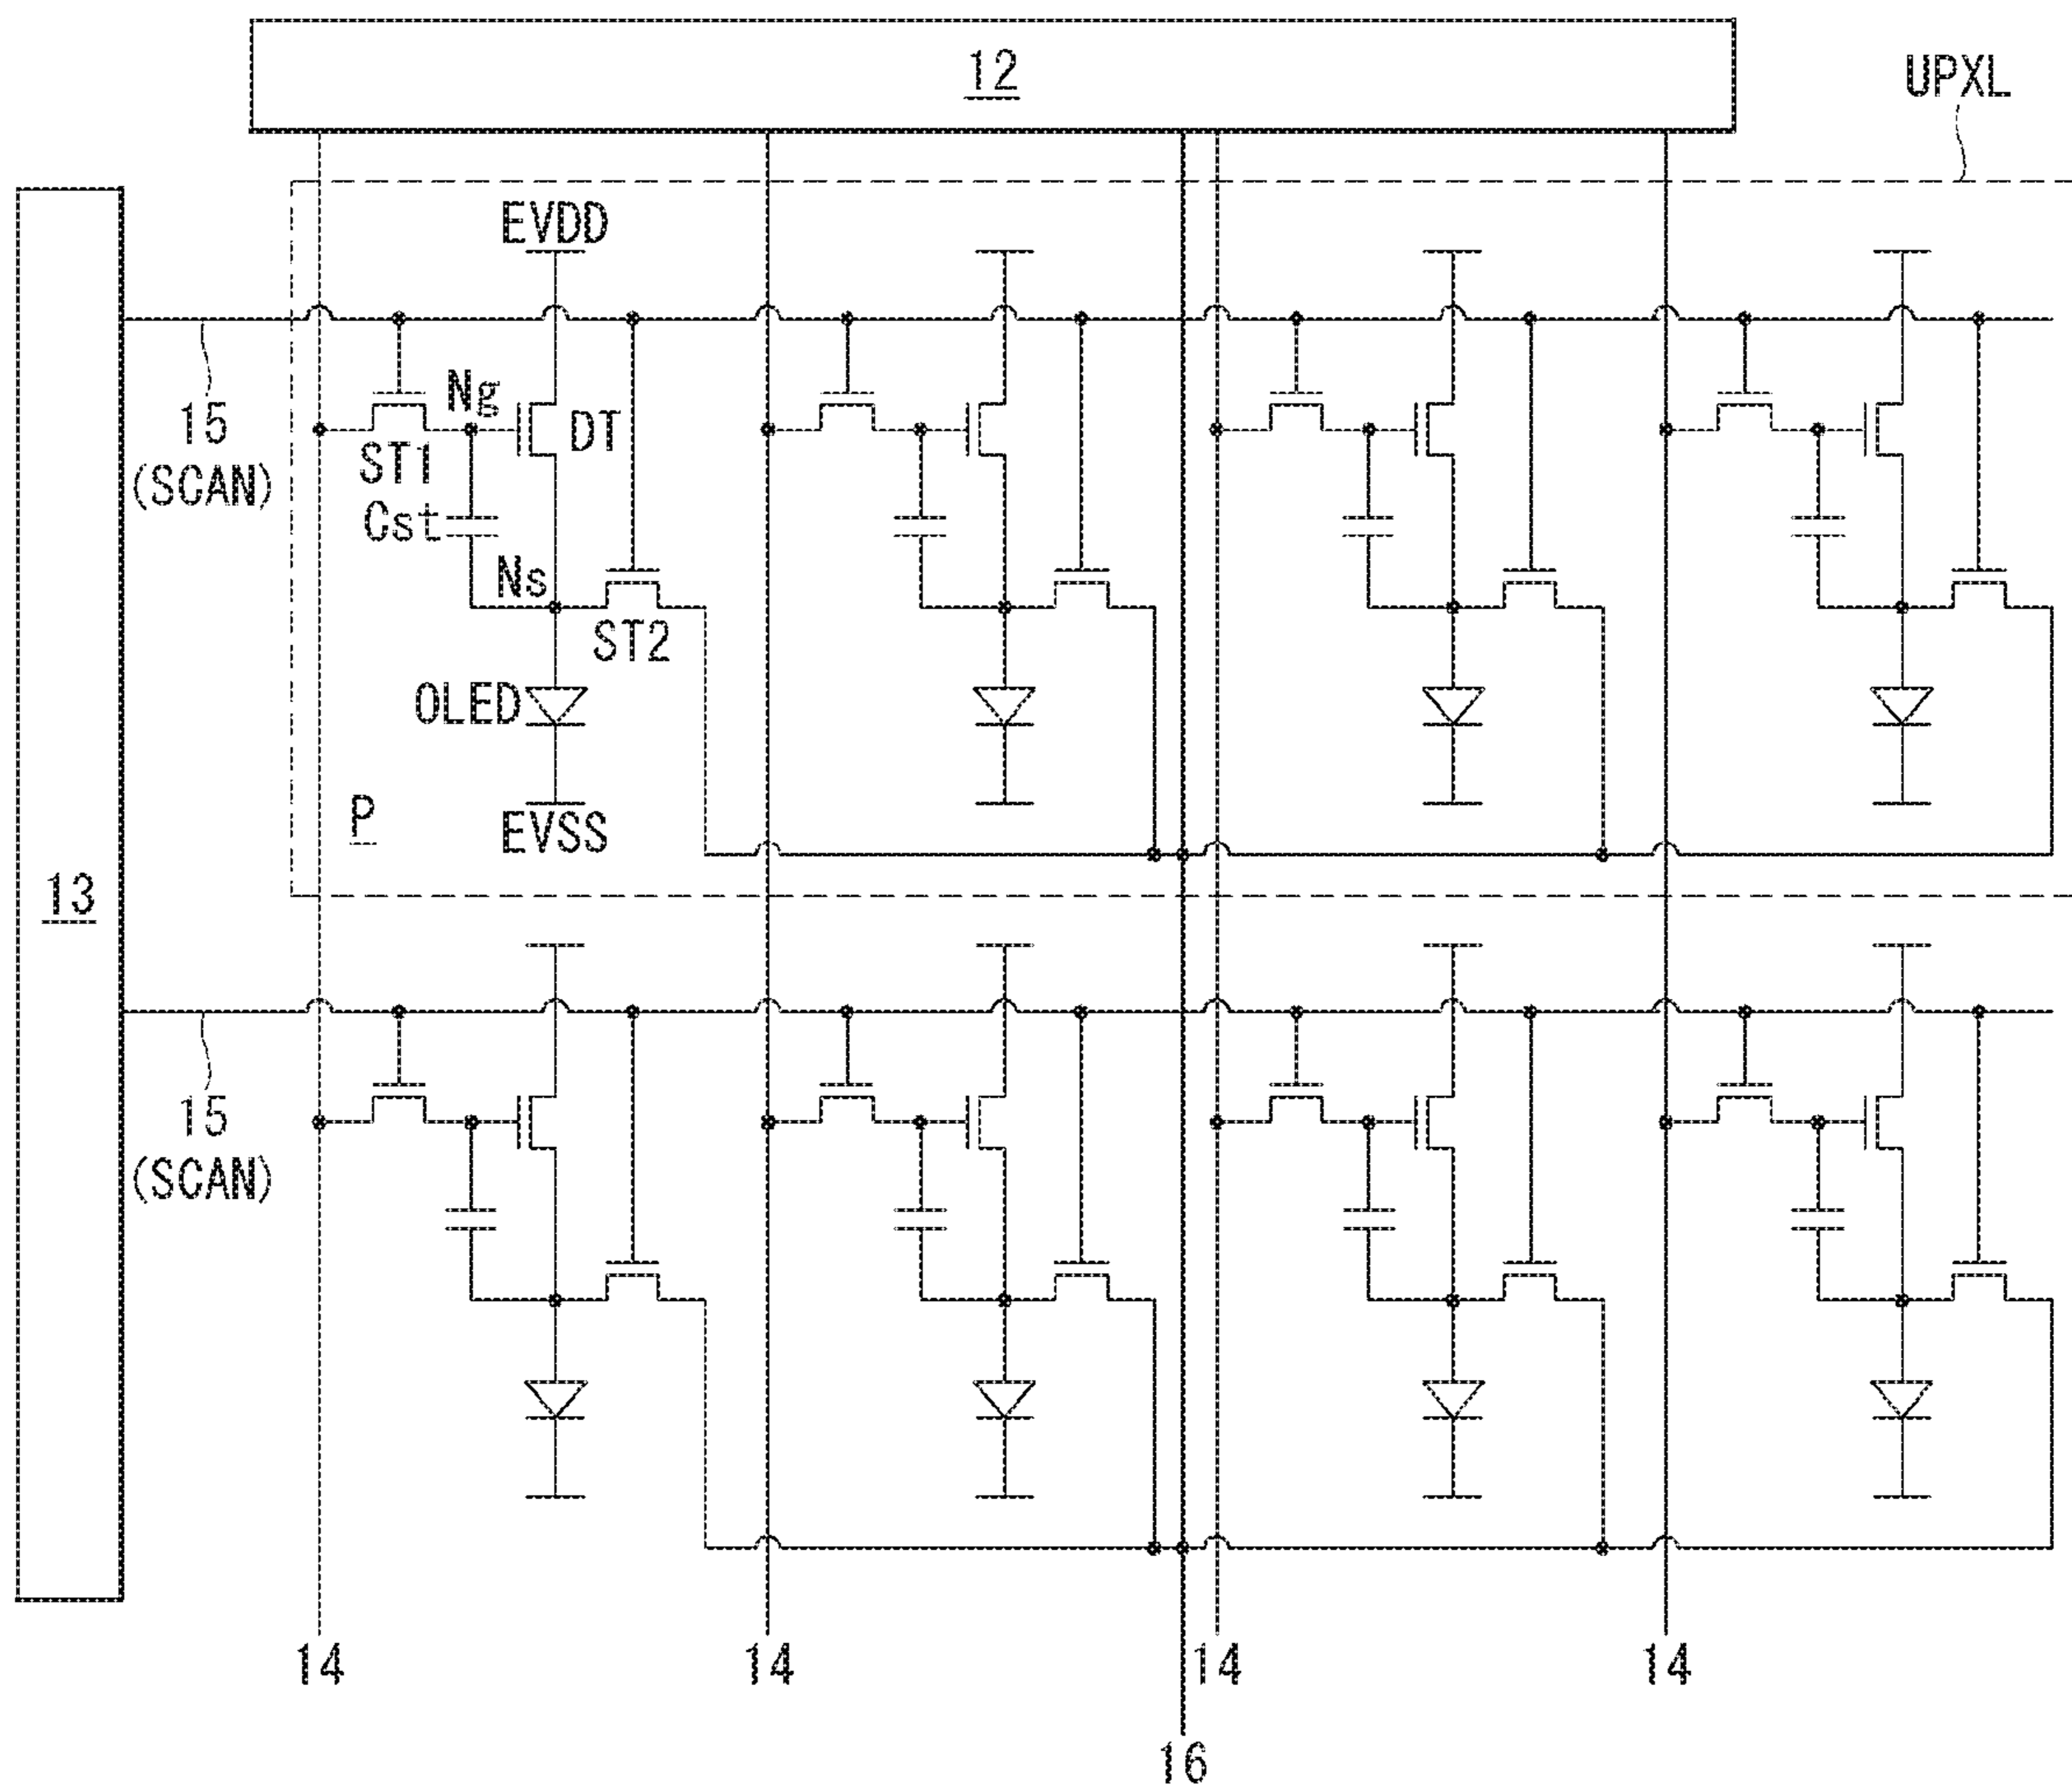 12
UPXL
EVDD
Ng
15
(SCAN)
DT
ST1
Cst
Ns
ST2
OLED
P
EVSS
13
15
(SCAN)
14
14
14
14
16